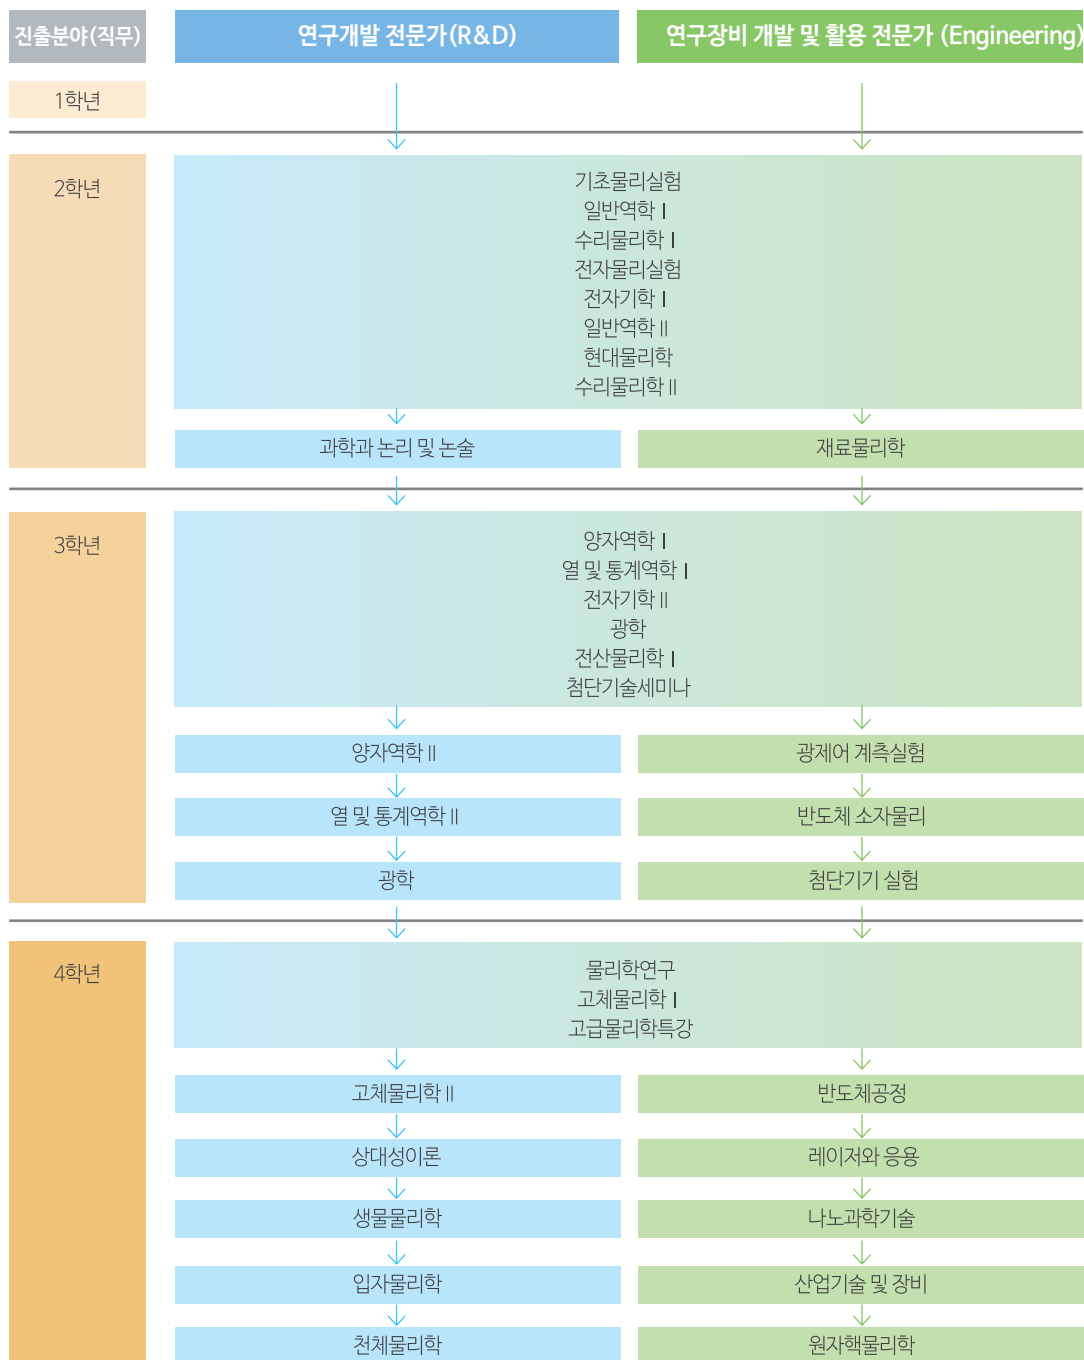 진출분야(직무)
연구개발 전문가(R&D)
연구장비 개발 및 활용 전문가 (Engineering)
1학년
2학년
기초물리실험
일반역학 I
수리물리학 I
전자물리실험
전자기학 I
일반역학 II
현대물리학
수리물리학 II
과학과 논리 및 논술
재료물리학
3학년
양자역학 I
열 및 통계역학 I
전자기학 II
광학
전산물리학 I
첨단기술세미나
양자역학 II
광제어 계측실험
열 및 통계역학 II
반도체 소자물리
광학
첨단기기 실험
4학년
물리학연구
고체물리학 I
고급물리학특강
고체물리학 II
반도체공정
상대성이론
레이저와 응용
생물물리학
나노과학기술
입자물리학
산업기술 및 장비
천체물리학
원자핵물리학